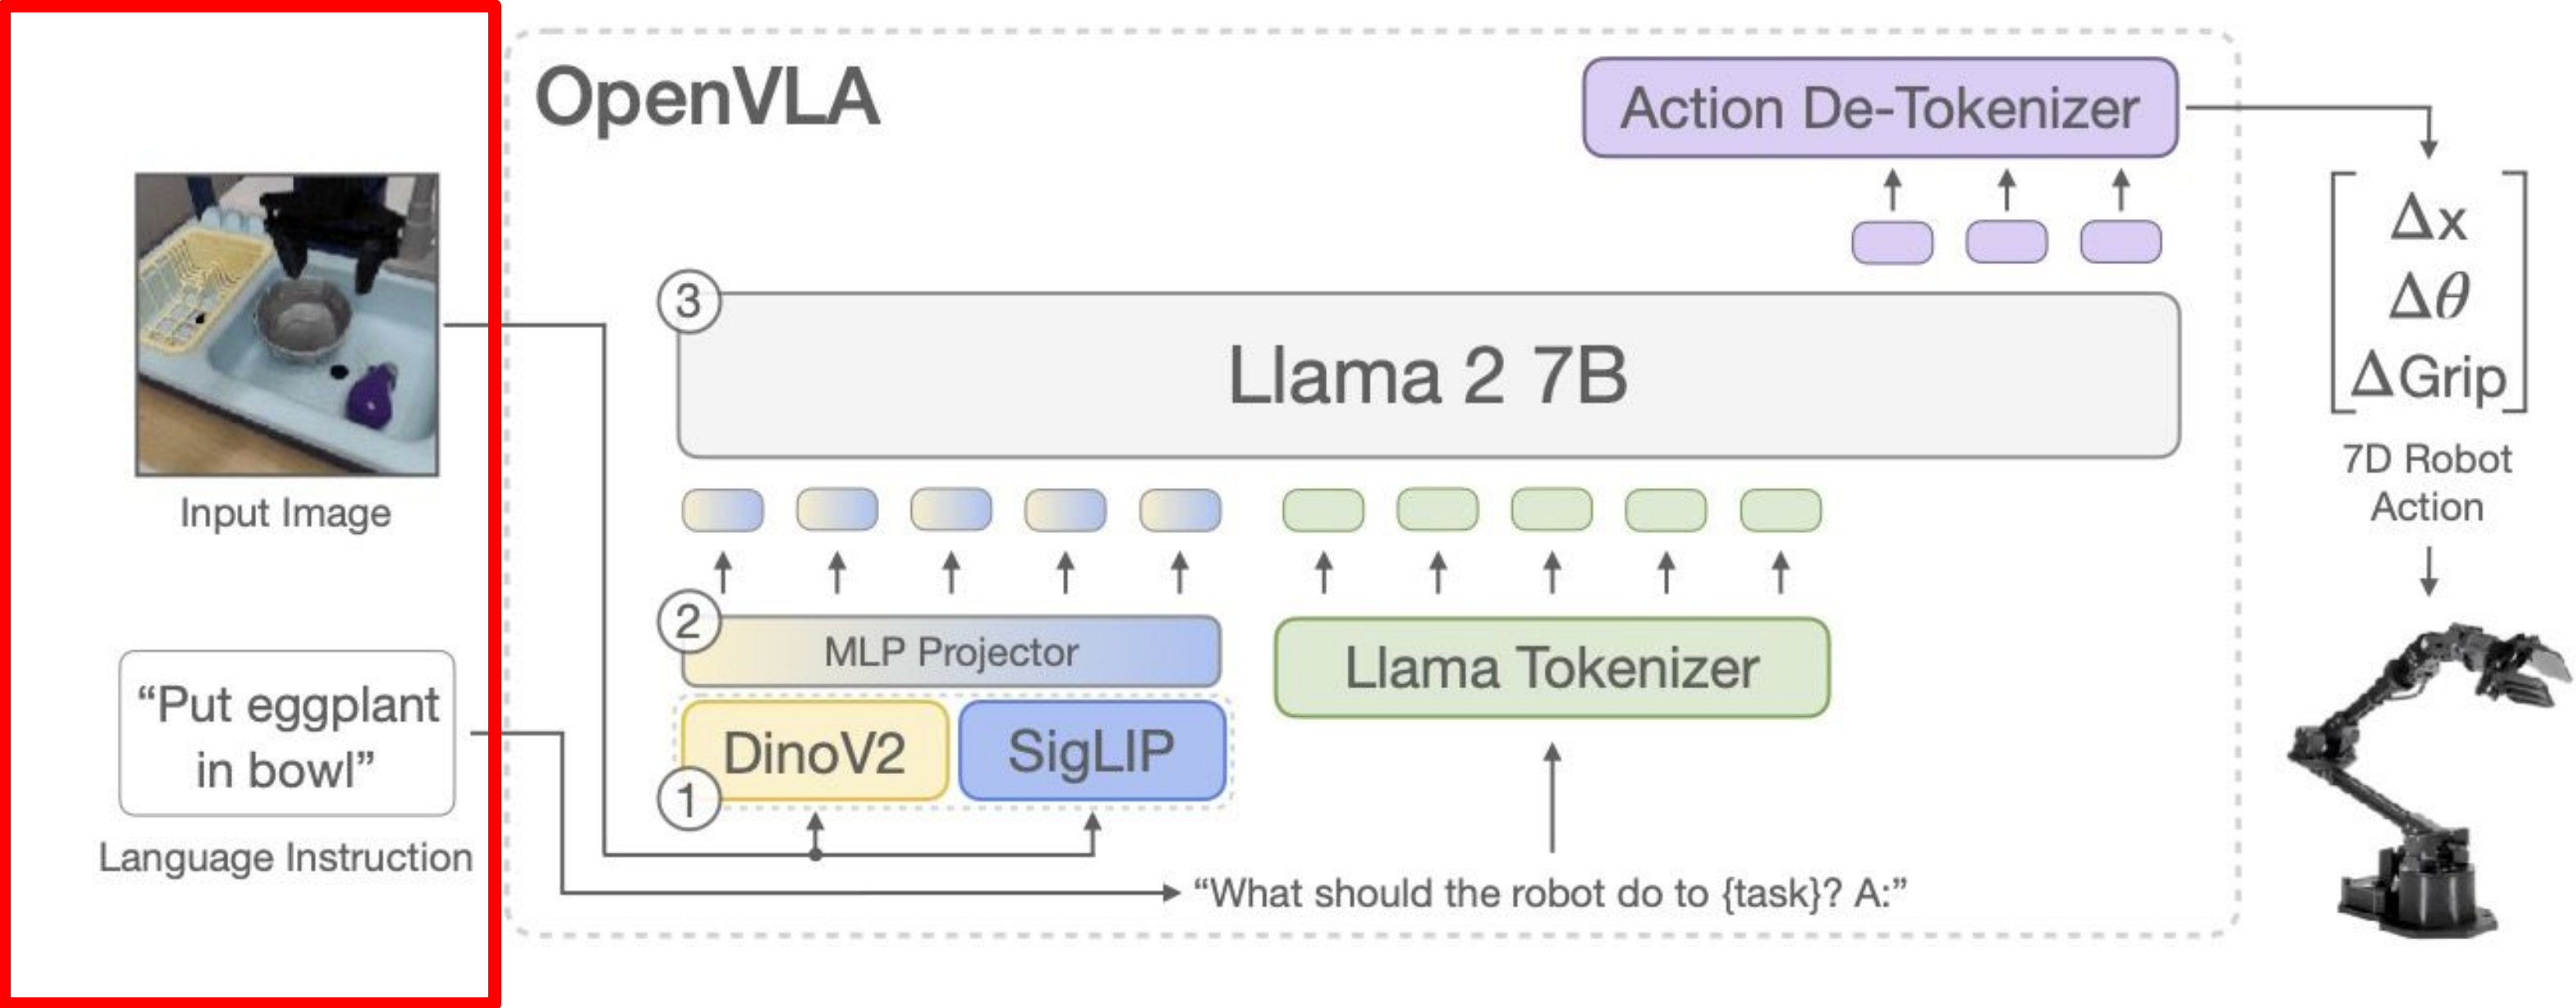 OpenVLA
Action De-Tokenizer
Δx
Δθ
ΔGrip
7D Robot
Action
3
Llama 2 7B
Input Image
2
MLP Projector
Llama Tokenizer
“Put eggplant
in bowl”
Language Instruction
1
DinoV2
SigLIP
“What should the robot do to {task}? A:”